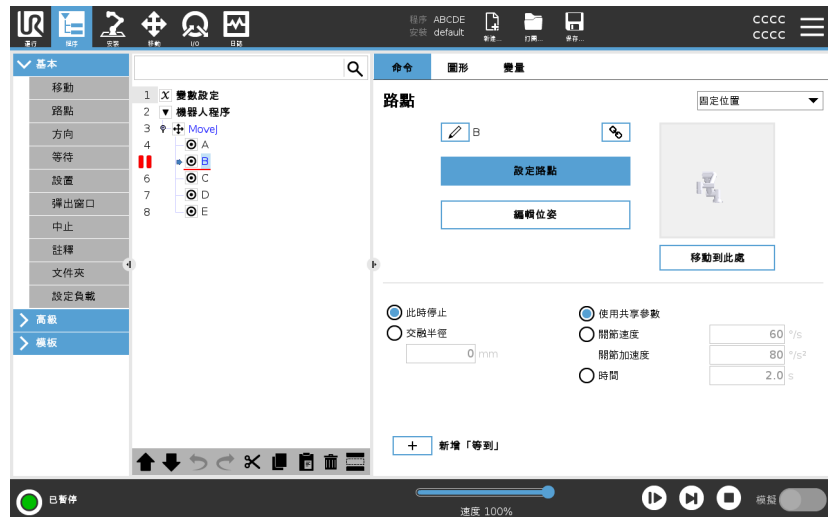 UR
運行
程序
安裝
移動
I/O
日誌
程序 ABCDE
安裝 default
新建...
打開...
保存...
cccc
cccc
基本
移動
路點
方向
等待
設置
彈出窗口
中止
註釋
文件夾
設定負載
高級
模板
1 X 變數設定
2 機器人程序
3 MoveJ
4 A
B
6 C
7 D
8 E
命令 圖形 變量
路點
固定位置
B
設定路點
編輯位姿
移動到此處
此時停止
交融半徑
0 mm
使用共享參數
關節速度 60 °/s
關節加速度 80 °/s²
時間 2.0 s
+ 新增「等到」
已暫停
速度 100%
模擬